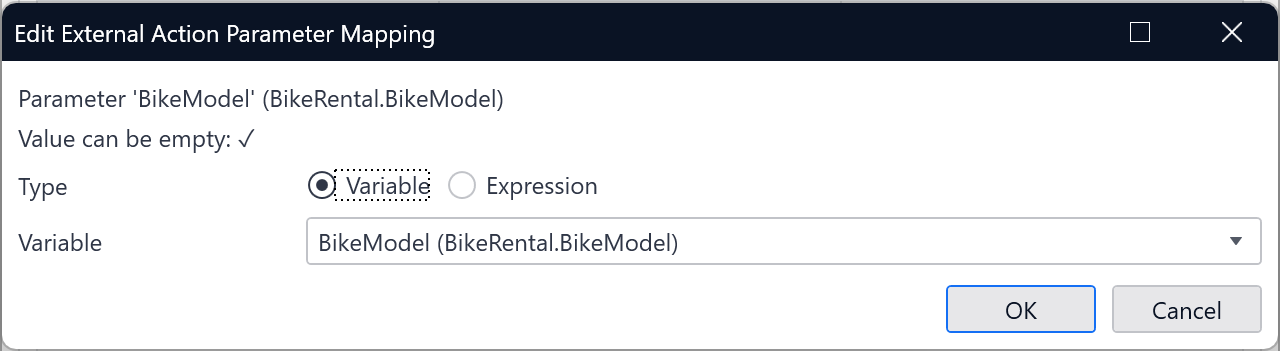 Edit External Action Parameter Mapping
Parameter 'BikeModel' (BikeRental.BikeModel)
Value can be empty: ✓
Type Variable Expression
Variable BikeModel (BikeRental.BikeModel)
OK Cancel